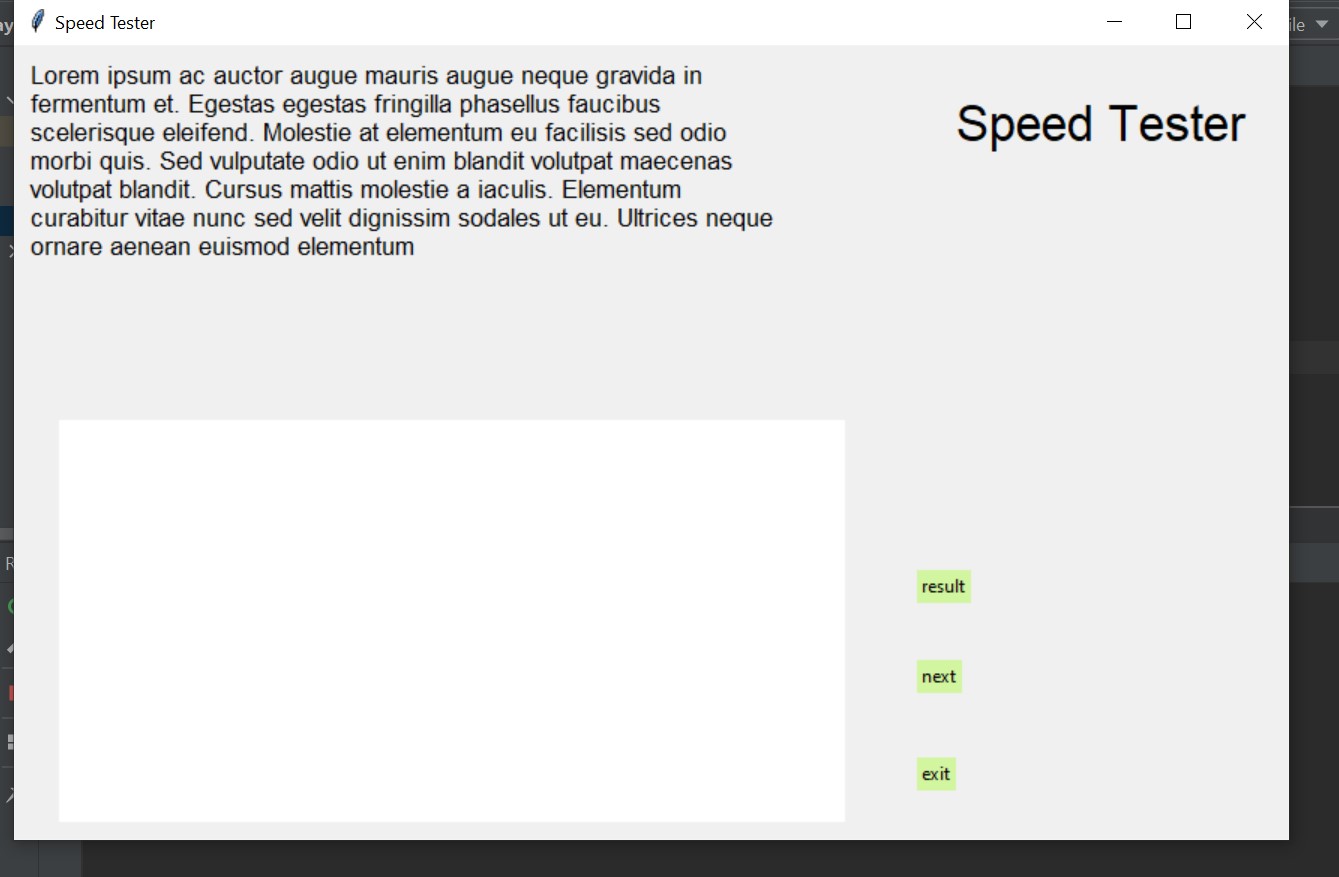 Speed Tester
Lorem ipsum ac auctor augue mauris augue neque gravida in
fermentum et. Egestas egestas fringilla phasellus faucibus
scelerisque eleifend. Molestie at elementum eu facilisis sed odio
morbi quis. Sed vulputate odio ut enim blandit volutpat maecenas
volutpat blandit. Cursus mattis molestie a iaculis. Elementum
curabitur vitae nunc sed velit dignissim sodales ut eu. Ultrices neque
ornare aenean euismod elementum
Speed Tester
result
next
exit